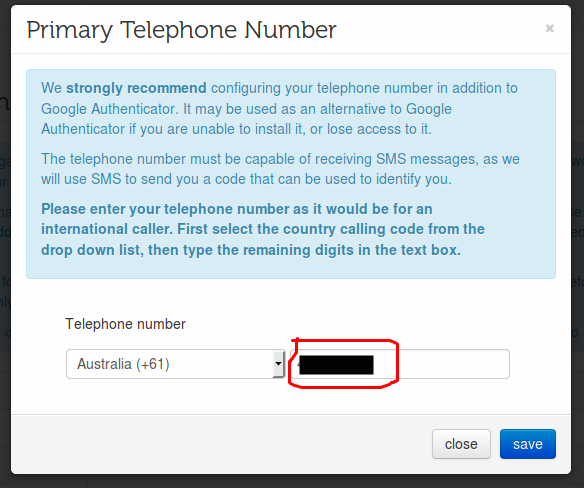 Primary Telephone Number
×
We strongly recommend configuring your telephone number in addition to
Google Authenticator. It may be used as an alternative to Google
Authenticator if you are unable to install it, or lose access to it.
The telephone number must be capable of receiving SMS messages, as we
will use SMS to send you a code that can be used to identify you.
Please enter your telephone number as it would be for an
international caller. First select the country calling code from the
drop down list, then type the remaining digits in the text box.
Telephone number
Australia (+61)
close
save